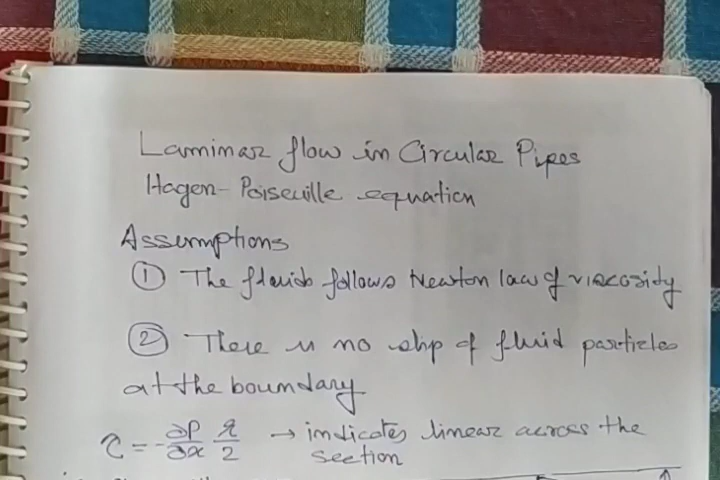 Laminar flow in Circular Pipes
Hagen-Poiseuille equation
Assumptions
① The fluid follows Newton law of viscosity
② There is no slip of fluid particles
at the boundary
τ = -∂P/∂x r/2 → indicates linear across the
section